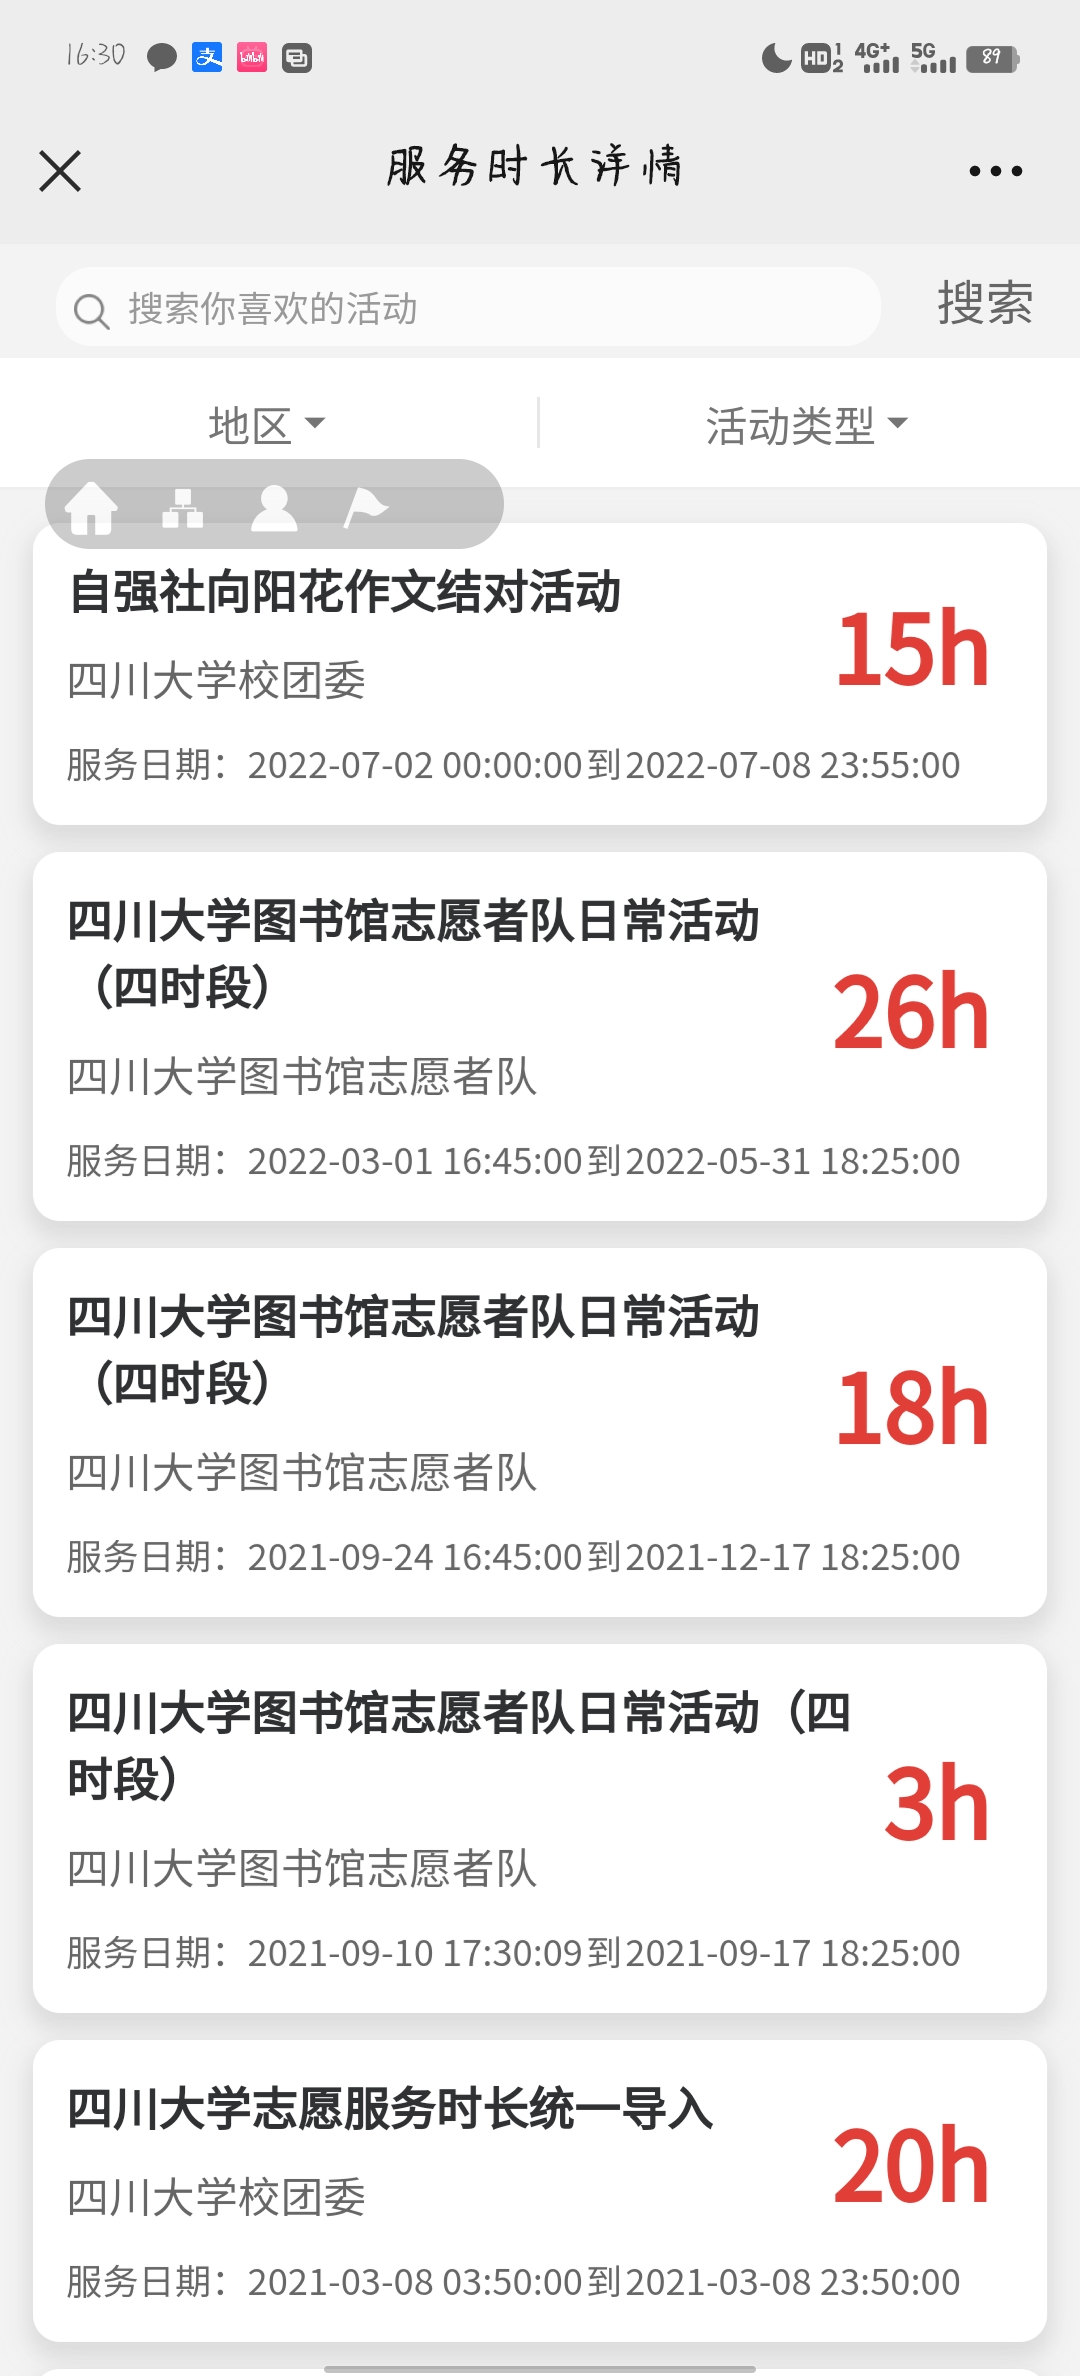 16:30 HD 1 2 4G+ 5G 89
服务时长详情
搜索你喜欢的活动 搜索
地区 活动类型
自强社向阳花作文结对活动
15h
四川大学校团委
服务日期：2022-07-02 00:00:00到2022-07-08 23:55:00
四川大学图书馆志愿者队日常活动
（四时段）
26h
四川大学图书馆志愿者队
服务日期：2022-03-01 16:45:00到2022-05-31 18:25:00
四川大学图书馆志愿者队日常活动
（四时段）
18h
四川大学图书馆志愿者队
服务日期：2021-09-24 16:45:00到2021-12-17 18:25:00
四川大学图书馆志愿者队日常活动（四
时段）
3h
四川大学图书馆志愿者队
服务日期：2021-09-10 17:30:09到2021-09-17 18:25:00
四川大学志愿服务时长统一导入
20h
四川大学校团委
服务日期：2021-03-08 03:50:00到2021-03-08 23:50:00